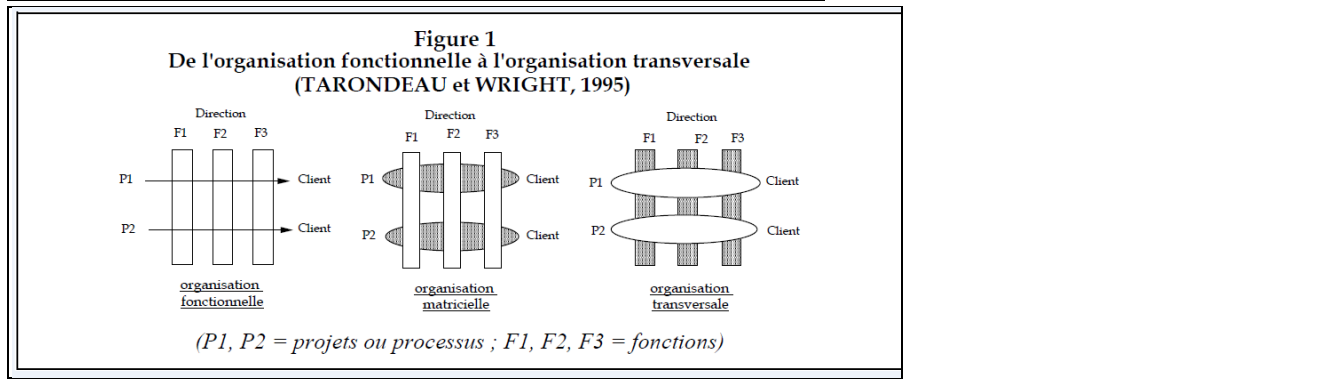 Figure 1
De l'organisation fonctionnelle à l'organisation transversale
(TARONDEAU et WRIGHT, 1995)
Direction
F1 F2 F3
P1 Client
P2 Client
organisation
fonctionnelle
Direction
F1 F2 F3
P1 Client
P2 Client
organisation
matricielle
Direction
F1 F2 F3
P1 Client
P2 Client
organisation
transversale
(P1, P2 = projets ou processus ; F1, F2, F3 = fonctions)